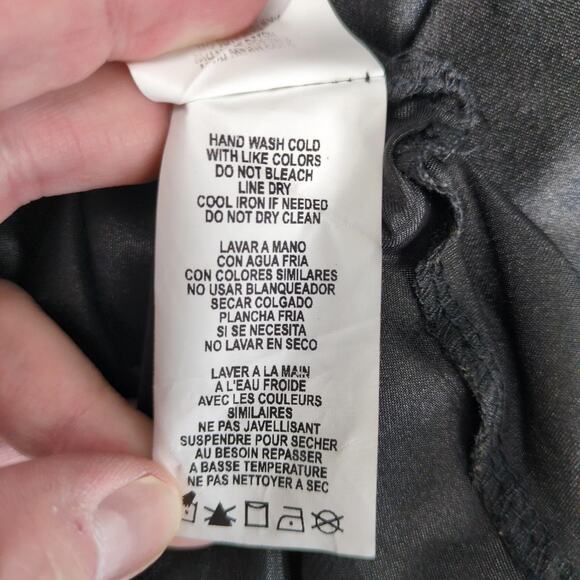 HAND WASH COLD
WITH LIKE COLORS
DO NOT BLEACH
LINE DRY
COOL IRON IF NEEDED
DO NOT DRY CLEAN
LAVAR A MANO
CON AGUA FRIA
CON COLORES SIMILARES
NO USAR BLANQUEADOR
SECAR COLGADO
PLANCHA FRIA
SI SE NECESITA
NO LAVAR EN SECO
LAVER A LA MAIN
A L'EAU FROIDE
AVEC LES COULEURS
SIMILAIRES
NE PAS JAVELLISANT
SUSPENDRE POUR SECHER
AU BESOIN REPASSER
A BASSE TEMPERATURE
NE PAS NETTOYER A SEC